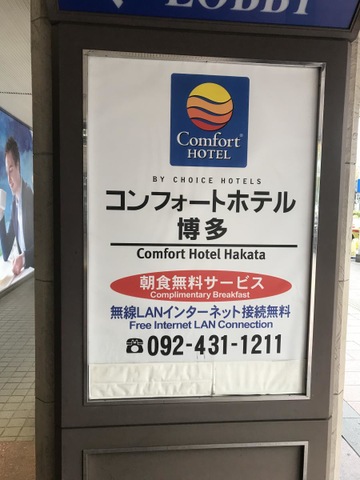 LOBBY
Comfort
HOTEL
BY CHOICE HOTELS
コンフォートホテル
博多
Comfort Hotel Hakata
朝食無料サービス
Complimentary Breakfast
無線LANインターネット接続無料
Free Internet LAN Connection
☎092-431-1211